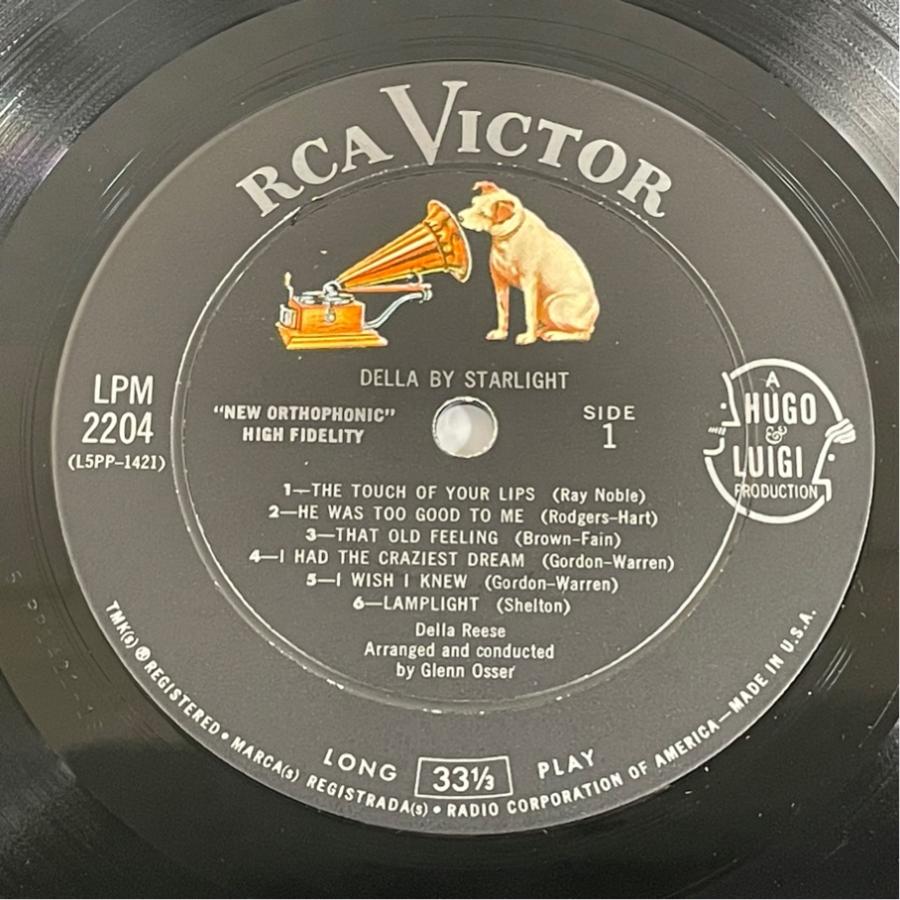 RCA VICTOR
DELLA BY STARLIGHT
LPM
2204
(L5PP-1421)
"NEW ORTHOPHONIC"
HIGH FIDELITY
SIDE
1
A
HUGO
&
LUIGI
PRODUCTION
1—THE TOUCH OF YOUR LIPS (Ray Noble)
2—HE WAS TOO GOOD TO ME (Rodgers-Hart)
3—THAT OLD FEELING (Brown-Fain)
4—I HAD THE CRAZIEST DREAM (Gordon-Warren)
5—I WISH I KNEW (Gordon-Warren)
6—LAMPLIGHT (Shelton)
Della Reese
Arranged and conducted
by Glenn Osser
LONG 33⅓ PLAY
TMK(s) ® REGISTERED • MARCA(s) REGISTRADA(s) • RADIO CORPORATION OF AMERICA—MADE IN U.S.A.